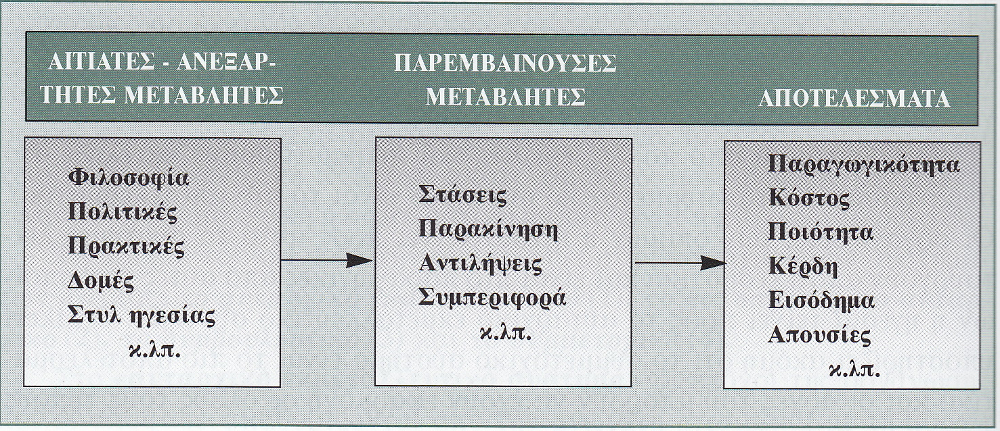 ΑΙΤΙΑΤΕΣ - ΑΝΕΞΑΡ-
ΤΗΤΕΣ ΜΕΤΑΒΛΗΤΕΣ
ΠΑΡΕΜΒΑΙΝΟΥΣΕΣ
ΜΕΤΑΒΛΗΤΕΣ
ΑΠΟΤΕΛΕΣΜΑΤΑ
Φιλοσοφία
Πολιτικές
Πρακτικές
Δομές
Στυλ ηγεσίας
κ.λπ.
Στάσεις
Παρακίνηση
Αντιλήψεις
Συμπεριφορά
κ.λπ.
Παραγωγικότητα
Κόστος
Ποιότητα
Κέρδη
Εισόδημα
Απουσίες
κ.λπ.